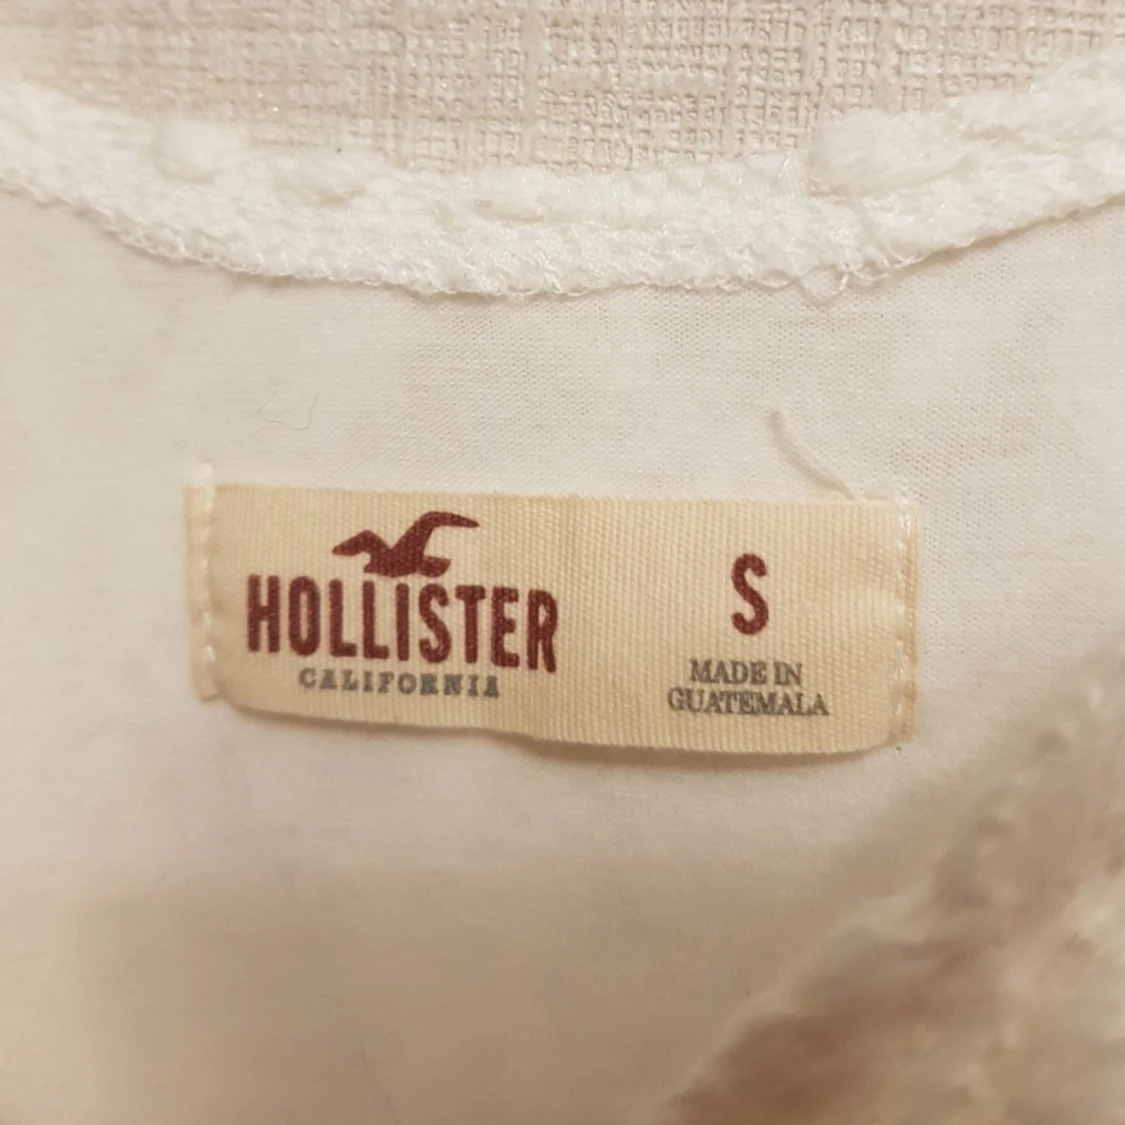 HOLLISTER
CALIFORNIA
S
MADE IN
GUATEMALA